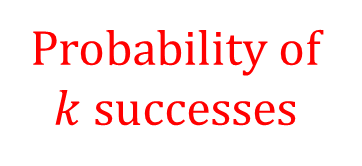 Probability of
𝑘 successes